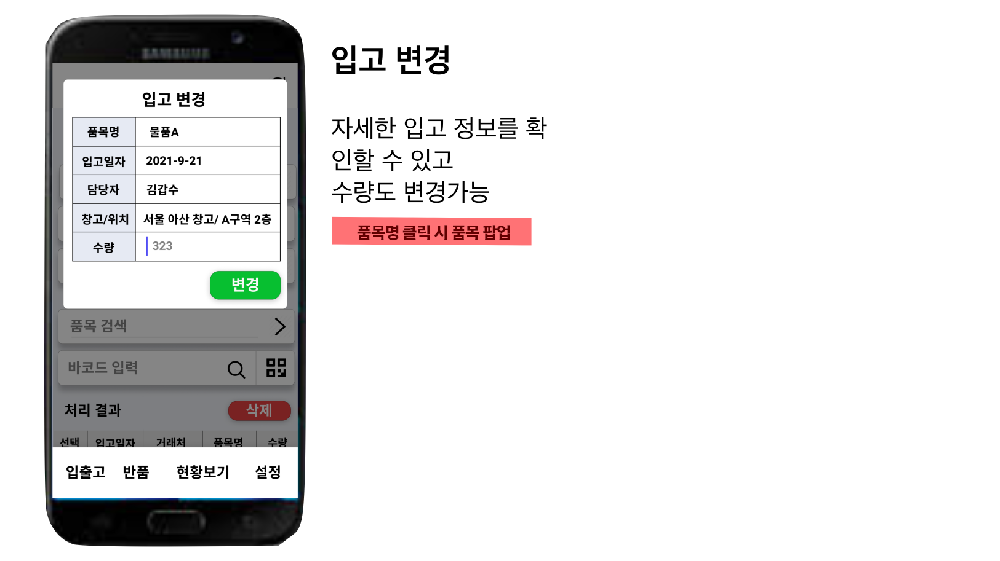 SAMSUNG
입고 변경
품목명 물품A
입고일자 2021-9-21
담당자 김갑수
창고/위치 서울 아산 창고/ A구역 2층
수량 323
변경
품목 검색
바코드 입력
처리 결과 삭제
선택 입고일자 거래처 품목명 수량
입출고 반품 현황보기 설정
입고 변경
자세한 입고 정보를 확
인할 수 있고
수량도 변경가능
품목명 클릭 시 품목 팝업